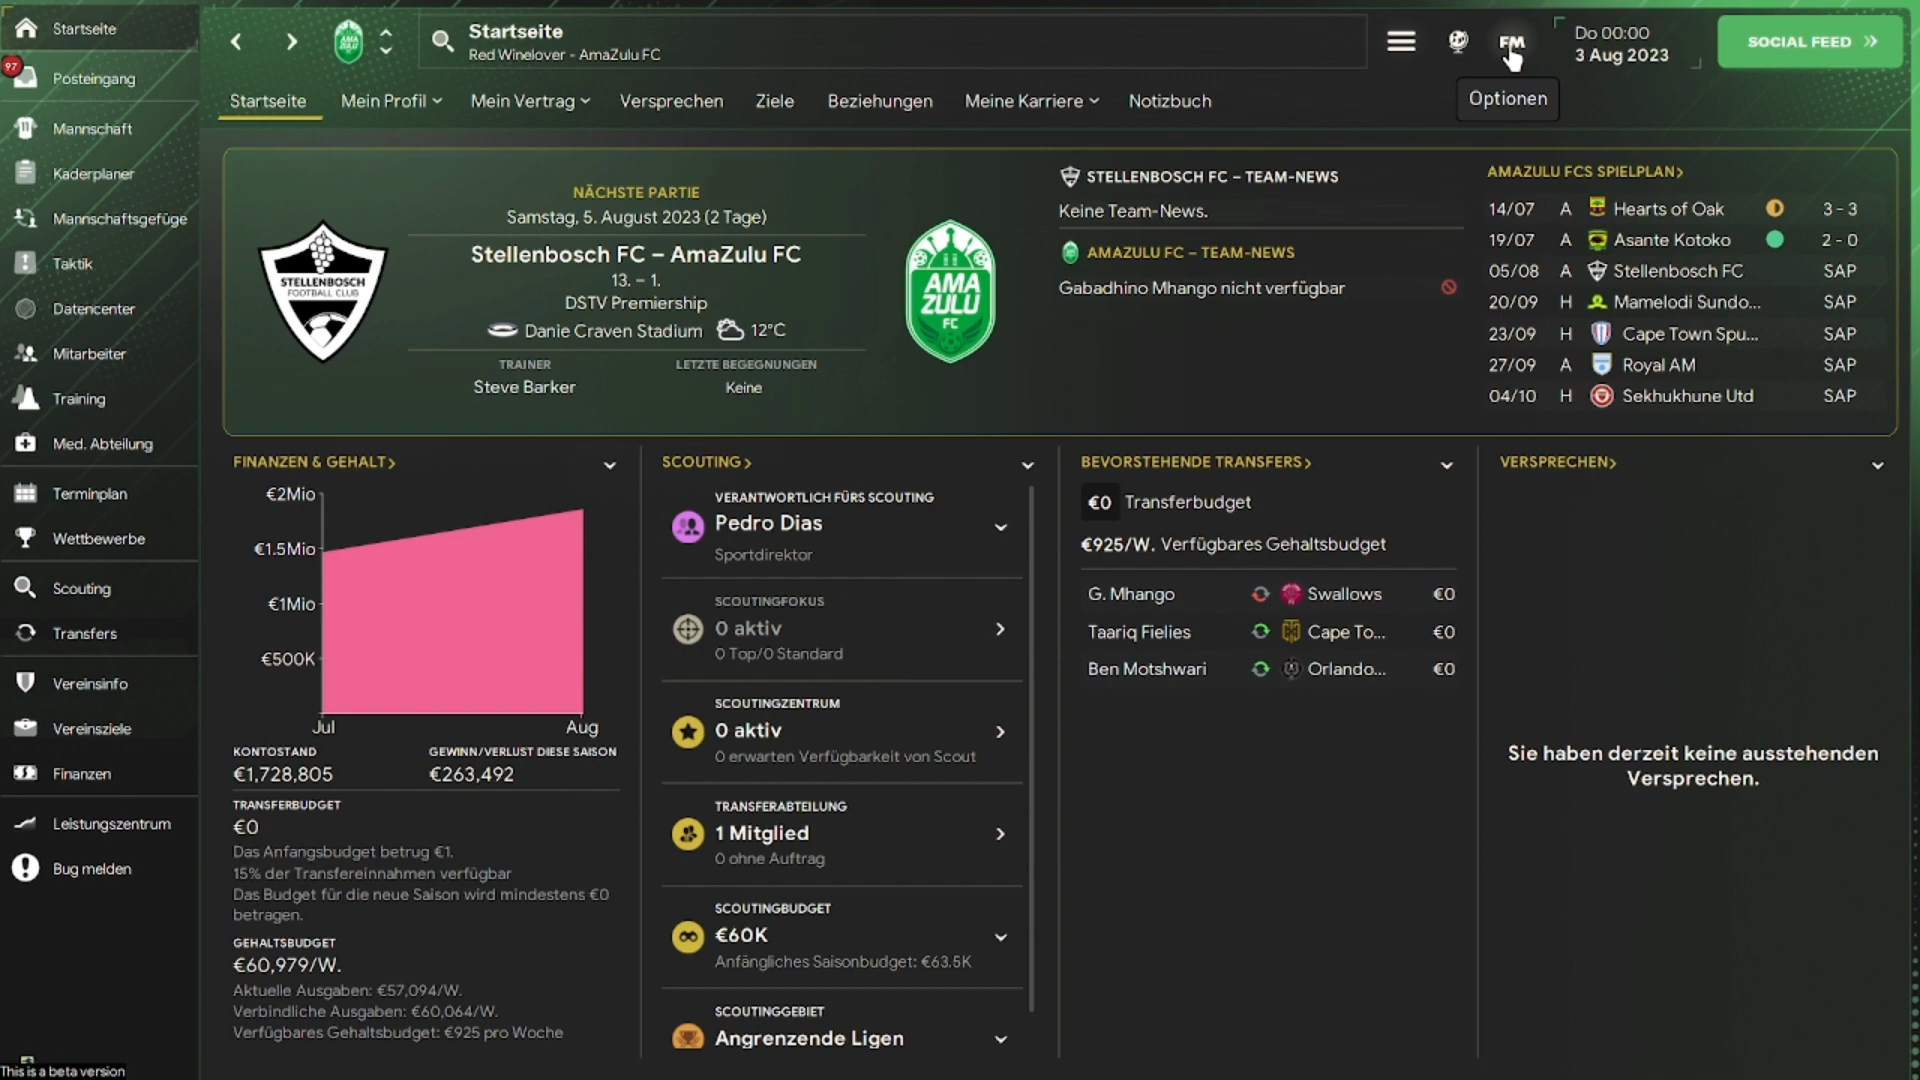 Startseite
97
Posteingang
Mannschaft
Kaderplaner
Mannschaftsgefüge
Taktik
Datencenter
Mitarbeiter
Training
Med. Abteilung
Terminplan
Wettbewerbe
Scouting
Transfers
Vereinsinfo
Vereinsziele
Finanzen
Leistungszentrum
Bug melden
This is a beta version
Startseite
Red Winelover - AmaZulu FC
FM
Do 00:00
3 Aug 2023
SOCIAL FEED
Optionen
Startseite Mein Profil Mein Vertrag Versprechen Ziele Beziehungen Meine Karriere Notizbuch
STELLENBOSCH
FOOTBALL CLUB
NÄCHSTE PARTIE
Samstag, 5. August 2023 (2 Tage)
Stellenbosch FC – AmaZulu FC
13. – 1.
DSTV Premiership
Danie Craven Stadium 12°C
TRAINER
Steve Barker
LETZTE BEGEGNUNGEN
Keine
AMA
ZULU
FC
STELLENBOSCH FC – TEAM-NEWS
Keine Team-News.
AMAZULU FC – TEAM-NEWS
Gabadhino Mhango nicht verfügbar
AMAZULU FCS SPIELPLAN
14/07 A Hearts of Oak 3 - 3
19/07 A Asante Kotoko 2 - 0
05/08 A Stellenbosch FC SAP
20/09 H Mamelodi Sundo... SAP
23/09 H Cape Town Spu... SAP
27/09 A Royal AM SAP
04/10 H Sekhukhune Utd SAP
FINANZEN & GEHALT
€2Mio
€1.5Mio
€1Mio
€500K
Jul Aug
KONTOSTAND
€1,728,805
GEWINN/VERLUST DIESE SAISON
€263,492
TRANSFERBUDGET
€0
Das Anfangsbudget betrug €1.
15% der Transfereinnahmen verfügbar
Das Budget für die neue Saison wird mindestens €0
betragen.
GEHALTSBUDGET
€60,979/W.
Aktuelle Ausgaben: €57,094/W.
Verbindliche Ausgaben: €60,064/W.
Verfügbares Gehaltsbudget: €925 pro Woche
SCOUTING
VERANTWORTLICH FÜRS SCOUTING
Pedro Dias
Sportdirektor
SCOUTINGFOKUS
0 aktiv
0 Top/0 Standard
SCOUTINGZENTRUM
0 aktiv
0 erwarten Verfügbarkeit von Scout
TRANSFERABTEILUNG
1 Mitglied
0 ohne Auftrag
SCOUTINGBUDGET
€60K
Anfängliches Saisonbudget: €63.5K
SCOUTINGGEBIET
Angrenzende Ligen
BEVORSTEHENDE TRANSFERS
€0 Transferbudget
€925/W. Verfügbares Gehaltsbudget
G. Mhango Swallows €0
Taariq Fielies Cape To... €0
Ben Motshwari Orlando... €0
VERSPRECHEN
Sie haben derzeit keine ausstehenden
Versprechen.